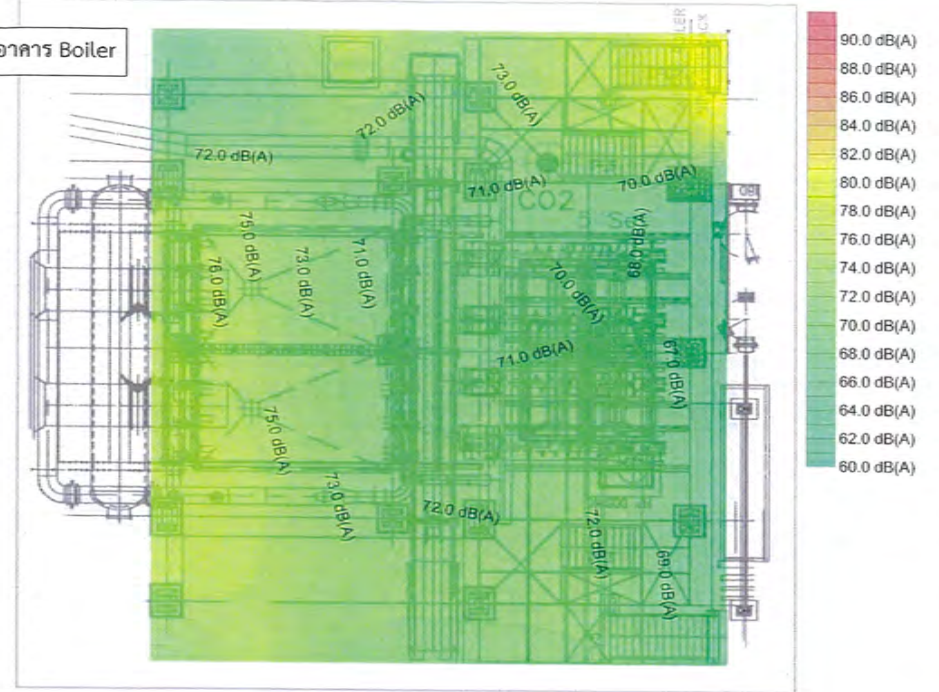 อาคาร Boiler
73.0 dB(A)
72.0 dB(A)
72.0 dB(A)
71.0 dB(A)
70.0 dB(A)
CO2
75.0 dB(A)
73.0 dB(A)
71.0 dB(A)
76.0 dB(A)
68.0 dB(A)
70.0 dB(A)
71.0 dB(A)
67.0 dB(A)
75.0 dB(A)
73.0 dB(A)
72.0 dB(A)
72.0 dB(A)
69.0 dB(A)
90.0 dB(A)
88.0 dB(A)
86.0 dB(A)
84.0 dB(A)
82.0 dB(A)
80.0 dB(A)
78.0 dB(A)
76.0 dB(A)
74.0 dB(A)
72.0 dB(A)
70.0 dB(A)
68.0 dB(A)
66.0 dB(A)
64.0 dB(A)
62.0 dB(A)
60.0 dB(A)